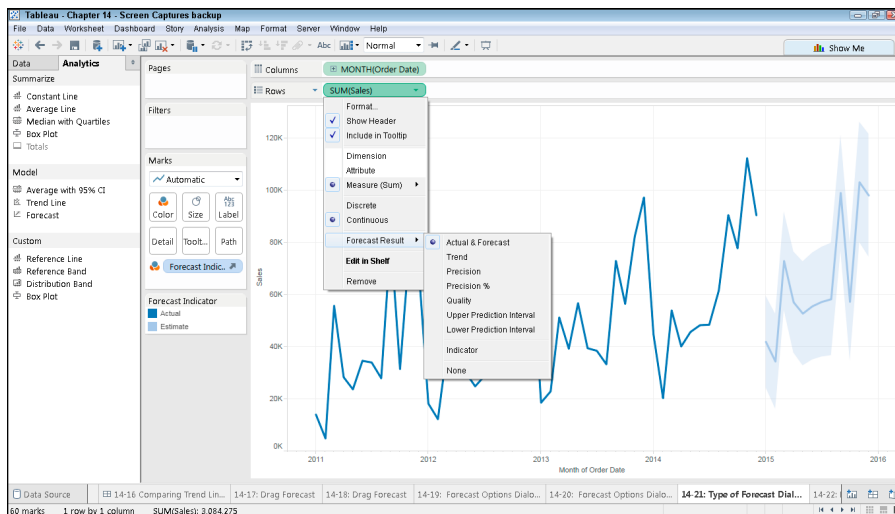 Tableau - Chapter 14 - Screen Captures backup
File Data Worksheet Dashboard Story Analysis Map Format Server Window Help
Abc Normal Show Me
Data Analytics
Summarize
Constant Line
Average Line
Median with Quartiles
Box Plot
Totals
Model
Average with 95% CI
Trend Line
Forecast
Custom
Reference Line
Reference Band
Distribution Band
Box Plot
Pages
Filters
Marks
Automatic
Color Size Abc 123 Label
Detail Toolt... Path
Forecast Indic..
Forecast Indicator
Actual
Estimate
Columns MONTH(Order Date)
Rows SUM(Sales)
Format...
Show Header
Include in Tooltip
Dimension
Attribute
Measure (Sum)
Discrete
Continuous
Forecast Result
Edit in Shelf
Remove
Actual & Forecast
Trend
Precision
Precision %
Quality
Upper Prediction Interval
Lower Prediction Interval
Indicator
None
Sales
120K
100K
80K
60K
40K
20K
0K
2011 2012 2013 2014 2015 2016
Month of Order Date
Data Source 14-16 Comparing Trend Lin... 14-17: Drag Forecast 14-18: Drag Forecast 14-19: Forecast Options Dialo... 14-20: Forecast Options Dialo... 14-21: Type of Forecast Dial... 14-22:
60 marks 1 row by 1 column SUM(Sales): 3,084,275